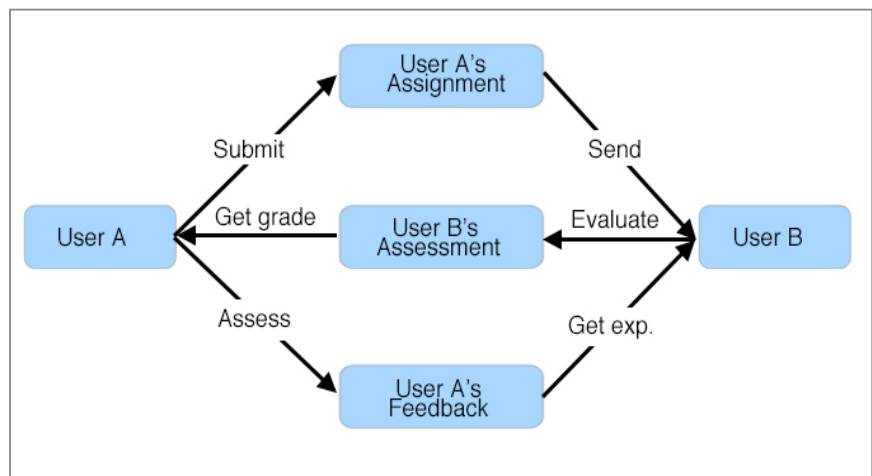 User A's
Assignment
Submit
Send
User A
Get grade
User B's
Assessment
Evaluate
User B
Assess
Get exp.
User A's
Feedback